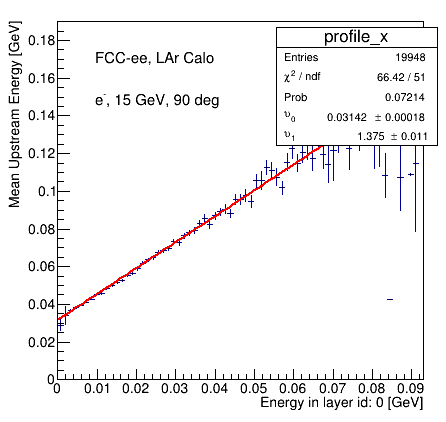 profile_x
Entries 19948
χ² / ndf 66.42 / 51
Prob 0.07214
υ₀ 0.03142 ± 0.00018
υ₁ 1.375 ± 0.011
FCC-ee, LAr Calo
e⁻, 15 GeV, 90 deg
Mean Upstream Energy [GeV]
0.18
0.16
0.14
0.12
0.1
0.08
0.06
0.04
0.02
0
0 0.01 0.02 0.03 0.04 0.05 0.06 0.07 0.08 0.09
Energy in layer id: 0 [GeV]